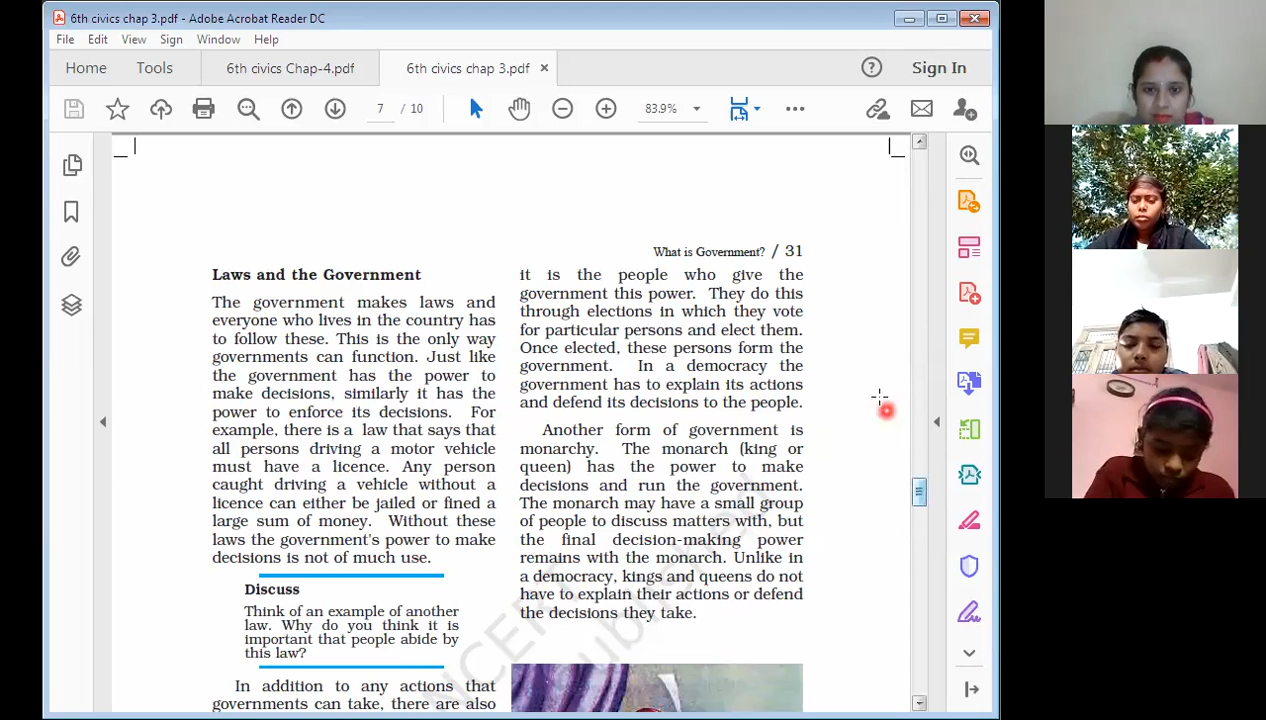 6th civics chap 3.pdf - Adobe Acrobat Reader DC
File Edit View Sign Window Help
Home Tools 6th civics Chap-4.pdf 6th civics chap 3.pdf × Sign In
7 / 10 83.9%
What is Government? / 31
Laws and the Government
The government makes laws and
everyone who lives in the country has
to follow these. This is the only way
governments can function. Just like
the government has the power to
make decisions, similarly it has the
power to enforce its decisions. For
example, there is a law that says that
all persons driving a motor vehicle
must have a licence. Any person
caught driving a vehicle without a
licence can either be jailed or fined a
large sum of money. Without these
laws the government's power to make
decisions is not of much use.
Discuss
Think of an example of another
law. Why do you think it is
important that people abide by
this law?
In addition to any actions that
governments can take, there are also
it is the people who give the
government this power. They do this
through elections in which they vote
for particular persons and elect them.
Once elected, these persons form the
government. In a democracy the
government has to explain its actions
and defend its decisions to the people.
Another form of government is
monarchy. The monarch (king or
queen) has the power to make
decisions and run the government.
The monarch may have a small group
of people to discuss matters with, but
the final decision-making power
remains with the monarch. Unlike in
a democracy, kings and queens do not
have to explain their actions or defend
the decisions they take.
NCERT
ublished